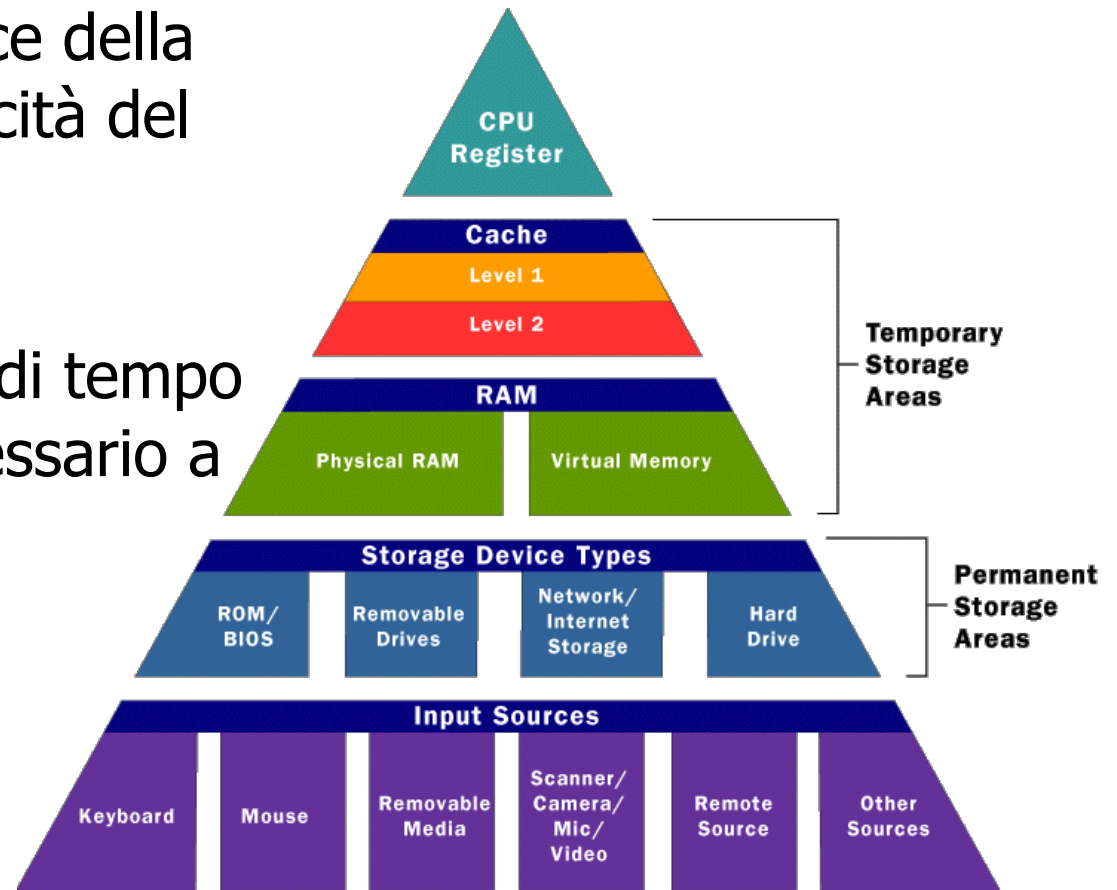 ce della
cità del
di tempo
essario a
CPU
Register
Cache
Level 1
Level 2
RAM
Physical RAM
Virtual Memory
Temporary
Storage
Areas
Storage Device Types
ROM/
BIOS
Removable
Drives
Network/
Internet
Storage
Hard
Drive
Permanent
Storage
Areas
Input Sources
Keyboard
Mouse
Removable
Media
Scanner/
Camera/
Mic/
Video
Remote
Source
Other
Sources